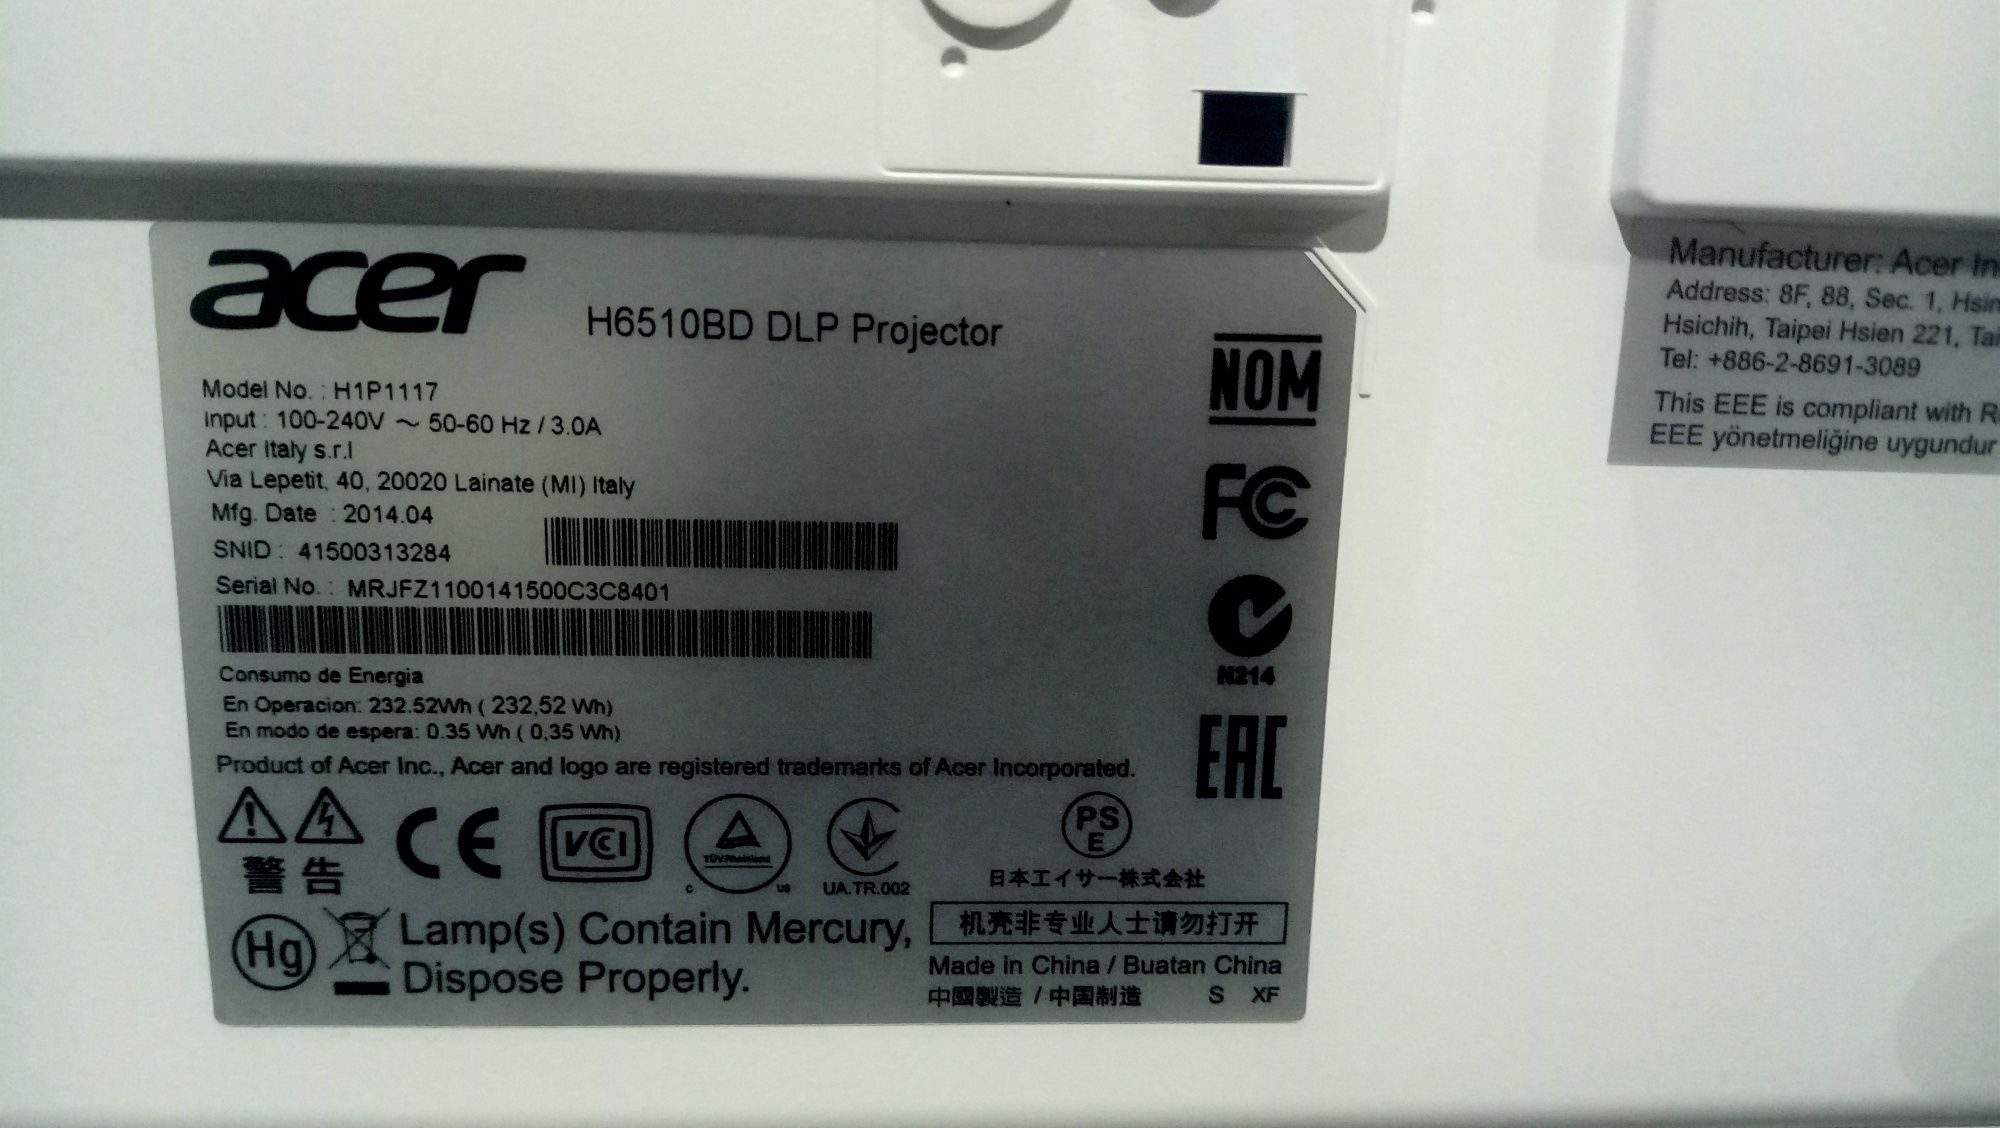 acer
H6510BD DLP Projector
Model No. : H1P1117
Input : 100-240V ～ 50-60 Hz / 3.0A
Acer Italy s.r.l
Via Lepetit, 40, 20020 Lainate (MI) Italy
Mfg. Date : 2014.04
SNID : 41500313284
Serial No. : MRJFZ1100141500C3C8401
Consumo de Energia
En Operacion: 232.52Wh ( 232,52 Wh)
En modo de espera: 0.35 Wh ( 0,35 Wh)
Product of Acer Inc., Acer and logo are registered trademarks of Acer Incorporated.
NOM
FC
N214
EAC
警告
CE
VCI
TÜVRheinland
c us
UA.TR.002
PS
E
日本エイサー株式会社
Hg
Lamp(s) Contain Mercury,
Dispose Properly.
机壳非专业人士请勿打开
Made in China / Buatan China
中國製造 / 中国制造 S XF
Manufacturer: Acer In
Address: 8F, 88, Sec. 1, Hsin
Hsichih, Taipei Hsien 221, Tai
Tel: +886-2-8691-3089
This EEE is compliant with R
EEE yönetmeliğine uygundur